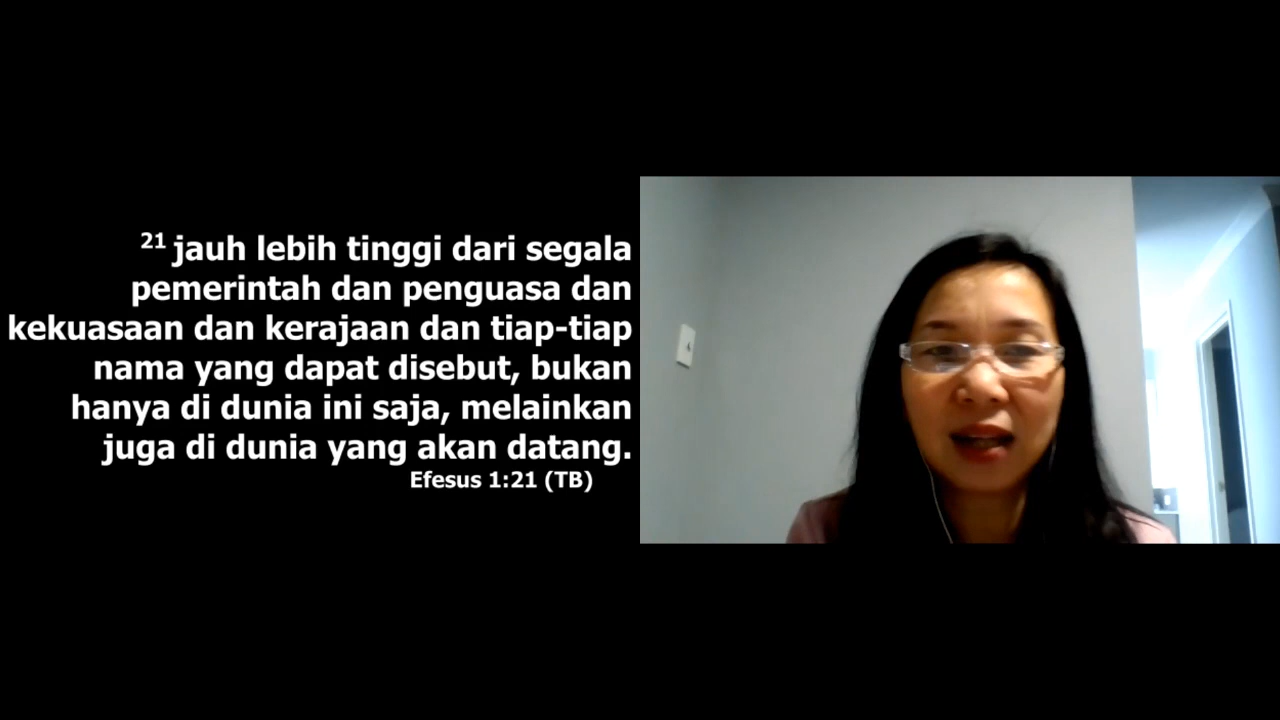 21 jauh lebih tinggi dari segala
pemerintah dan penguasa dan
kekuasaan dan kerajaan dan tiap-tiap
nama yang dapat disebut, bukan
hanya di dunia ini saja, melainkan
juga di dunia yang akan datang.
Efesus 1:21 (TB)